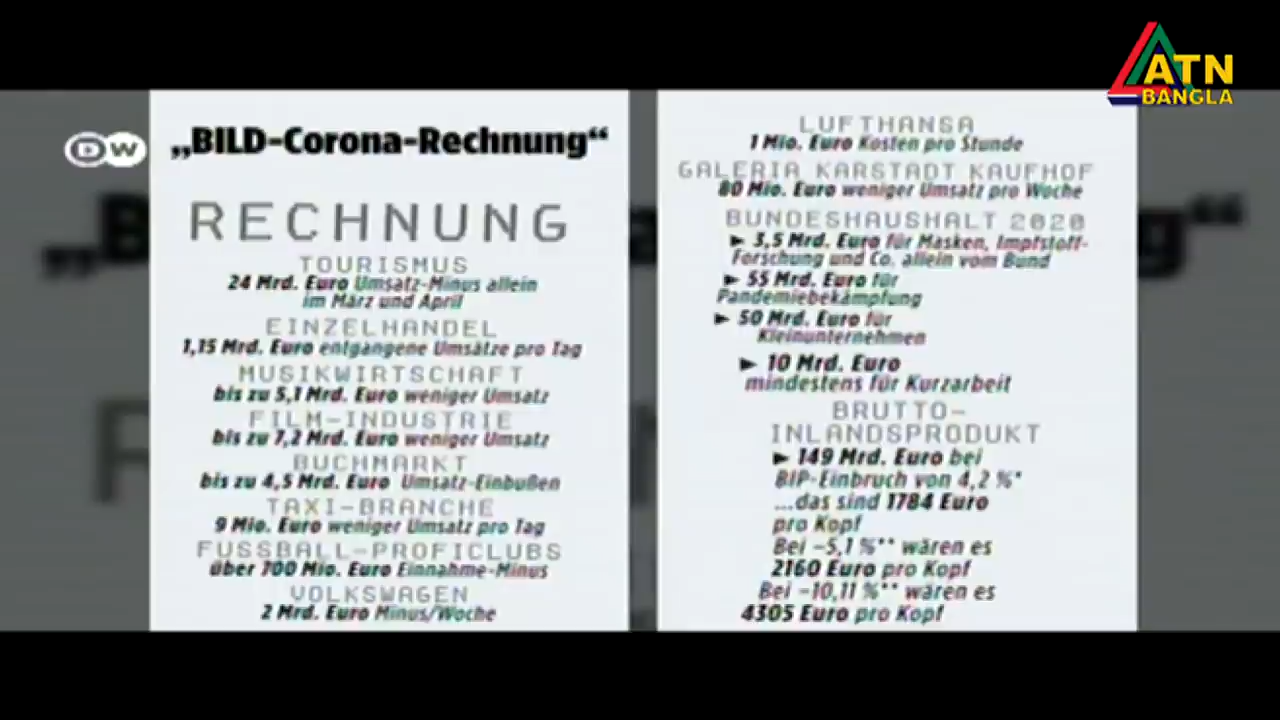 ATN
BANGLA
DW
„BILD-Corona-Rechnung“
RECHNUNG
TOURISMUS
24 Mrd. Euro Umsatz-Minus allein
im März und April
EINZELHANDEL
1,15 Mrd. Euro entgangene Umsätze pro Tag
MUSIKWIRTSCHAFT
bis zu 5,1 Mrd. Euro weniger Umsatz
FILM-INDUSTRIE
bis zu 7,2 Mrd. Euro weniger Umsatz
BUCHMARKT
bis zu 4,5 Mrd. Euro Umsatz-Einbußen
TAXI-BRANCHE
9 Mio. Euro weniger Umsatz pro Tag
FUSSBALL-PROFICLUBS
über 700 Mio. Euro Einnahme-Minus
VOLKSWAGEN
2 Mrd. Euro Minus/Woche
LUFTHANSA
1 Mio. Euro Kosten pro Stunde
GALERIA KARSTADT KAUFHOF
80 Mio. Euro weniger Umsatz pro Woche
BUNDESHAUSHALT 2020
► 3,5 Mrd. Euro für Masken, Impfstoff-
Forschung und Co. allein vom Bund
► 55 Mrd. Euro für
Pandemiebekämpfung
► 50 Mrd. Euro für
Kleinunternehmen
► 10 Mrd. Euro
mindestens für Kurzarbeit
BRUTTO-
INLANDSPRODUKT
► 149 Mrd. Euro bei
BIP-Einbruch von 4,2 %*
...das sind 1784 Euro
pro Kopf
Bei –5,1 %** wären es
2160 Euro pro Kopf
Bei –10,11 %** wären es
4305 Euro pro Kopf